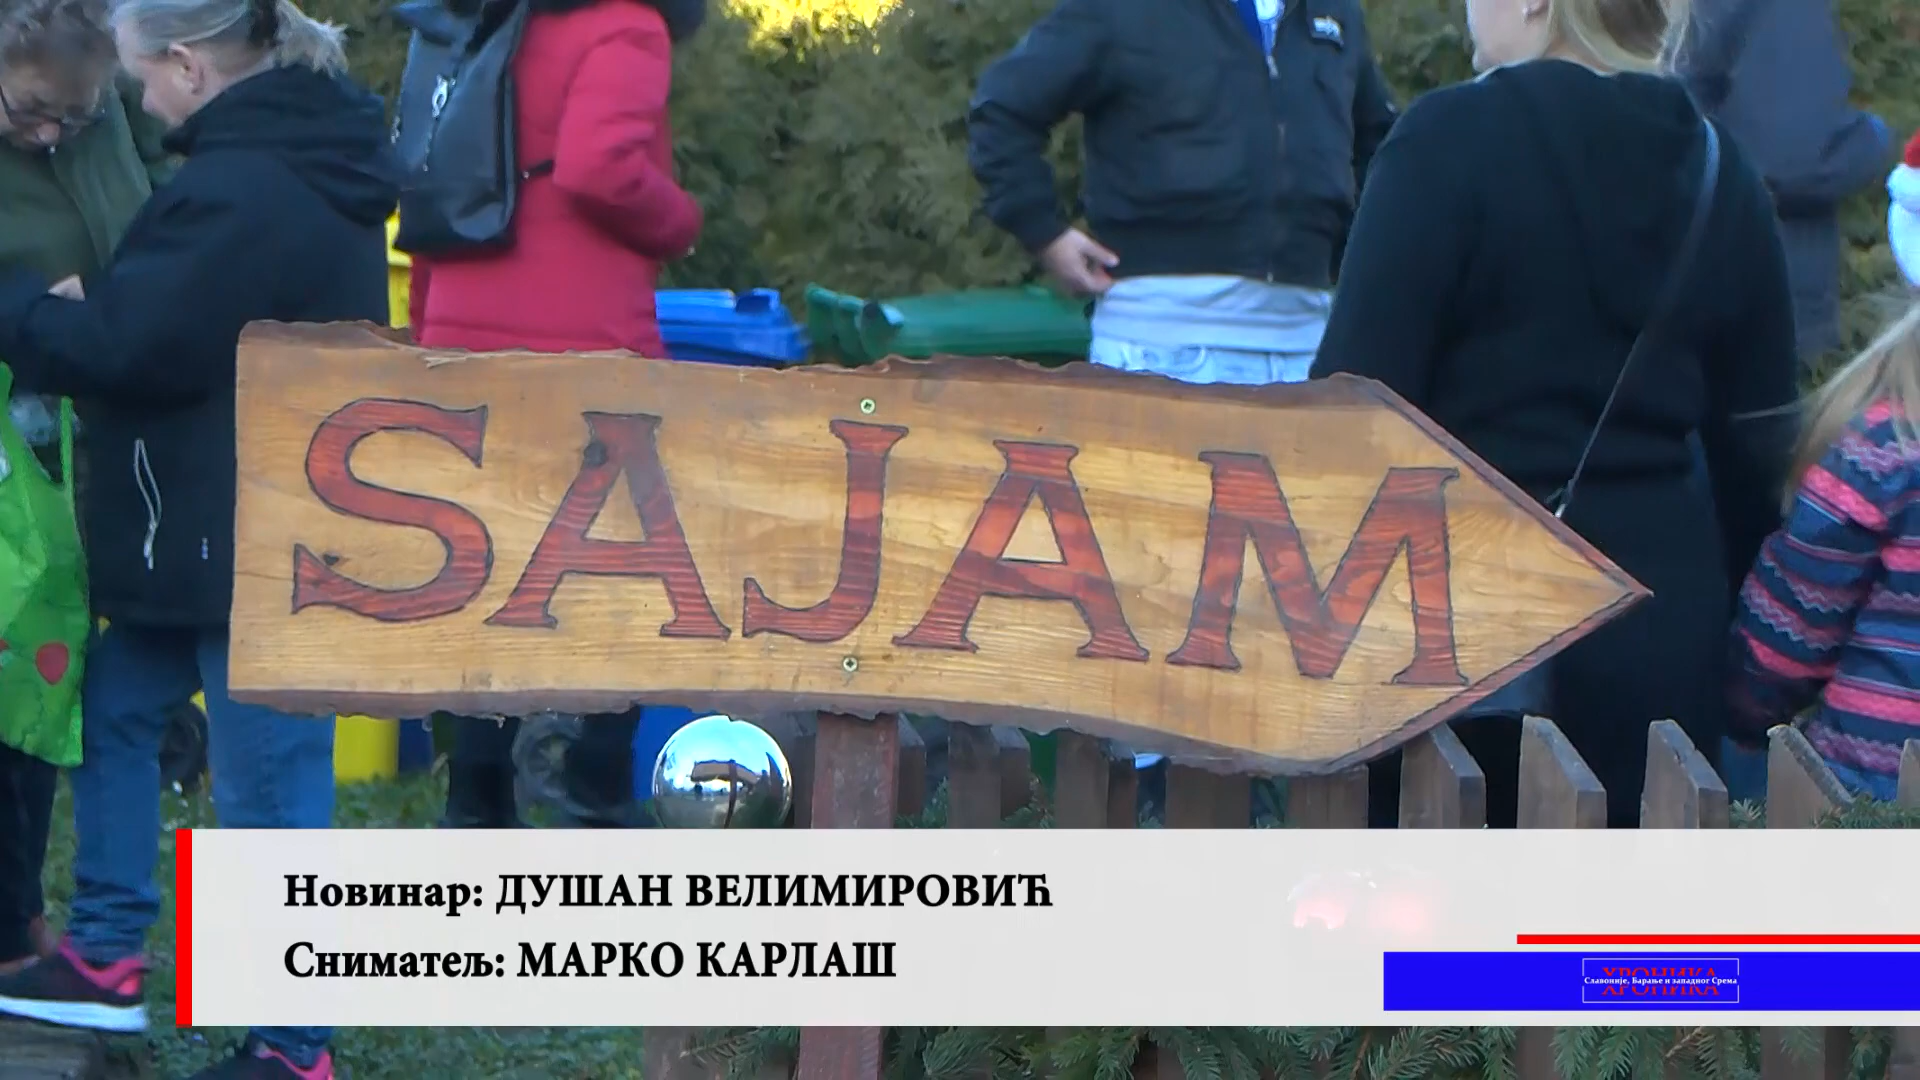 SAJAM
Новинар: ДУШАН ВЕЛИМИРОВИЋ
Сниматељ: МАРКО КАРЛАШ
ХРОНИКА
Славоније, Барање и западног Срема